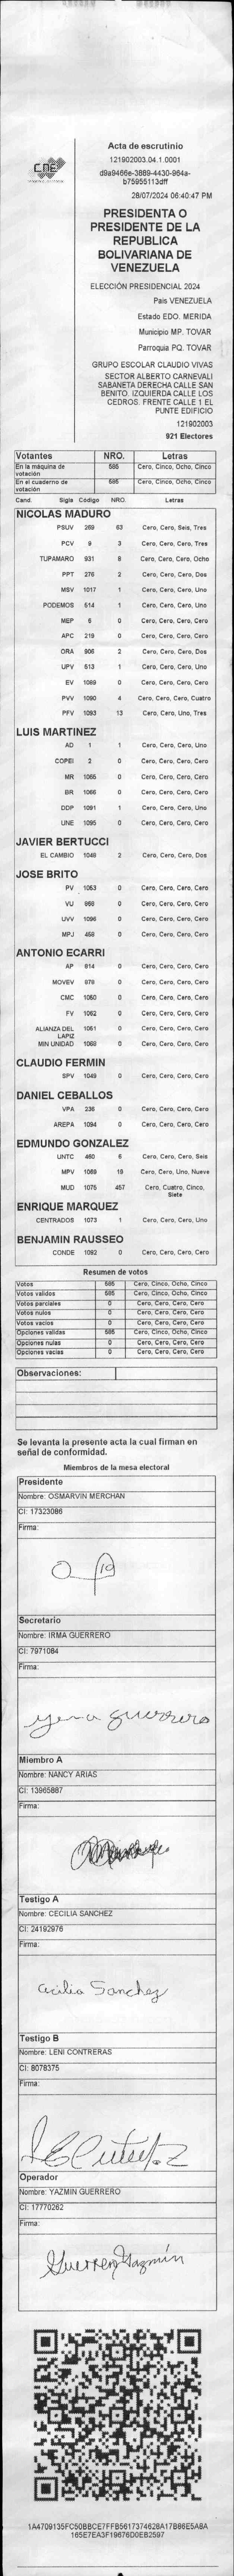 CNE
Acta de escrutinio
121902003.04.1.0001
d9a9466e-3889-4430-964a-
b75955113dff
28/07/2024 06:40:47 PM
PRESIDENTA O
PRESIDENTE DE LA
REPUBLICA
BOLIVARIANA DE
VENEZUELA
ELECCIÓN PRESIDENCIAL 2024
Pais VENEZUELA
Estado EDO. MERIDA
Municipio MP. TOVAR
Parroquia PQ. TOVAR
GRUPO ESCOLAR CLAUDIO VIVAS
SECTOR ALBERTO CARNEVALI
SABANETA DERECHA CALLE SAN
BENITO. IZQUIERDA CALLE LOS
CEDROS. FRENTE CALLE 1 EL
PUNTE EDIFICIO
121902003
921 Electores
Votantes NRO. Letras
En la máquina de votación 585 Cero, Cinco, Ocho, Cinco
En el cuaderno de votación 585 Cero, Cinco, Ocho, Cinco
Cand. Sigla Código NRO. Letras
NICOLAS MADURO
PSUV 269 63 Cero, Cero, Seis, Tres
PCV 9 3 Cero, Cero, Cero, Tres
TUPAMARO 931 8 Cero, Cero, Cero, Ocho
PPT 276 2 Cero, Cero, Cero, Dos
MSV 1017 1 Cero, Cero, Cero, Uno
PODEMOS 514 1 Cero, Cero, Cero, Uno
MEP 6 0 Cero, Cero, Cero, Cero
APC 219 0 Cero, Cero, Cero, Cero
ORA 906 2 Cero, Cero, Cero, Dos
UPV 613 1 Cero, Cero, Cero, Uno
EV 1089 0 Cero, Cero, Cero, Cero
PVV 1090 4 Cero, Cero, Cero, Cuatro
PFV 1093 13 Cero, Cero, Uno, Tres
LUIS MARTINEZ
AD 1 1 Cero, Cero, Cero, Uno
COPEI 2 0 Cero, Cero, Cero, Cero
MR 1065 0 Cero, Cero, Cero, Cero
BR 1066 0 Cero, Cero, Cero, Cero
DDP 1091 1 Cero, Cero, Cero, Uno
UNE 1095 0 Cero, Cero, Cero, Cero
JAVIER BERTUCCI
EL CAMBIO 1048 2 Cero, Cero, Cero, Dos
JOSE BRITO
PV 1053 0 Cero, Cero, Cero, Cero
VU 958 0 Cero, Cero, Cero, Cero
UVV 1096 0 Cero, Cero, Cero, Cero
MPJ 459 0 Cero, Cero, Cero, Cero
ANTONIO ECARRI
AP 814 0 Cero, Cero, Cero, Cero
MOVEV 978 0 Cero, Cero, Cero, Cero
CMC 1060 0 Cero, Cero, Cero, Cero
FV 1062 0 Cero, Cero, Cero, Cero
ALIANZA DEL LAPIZ 1061 0 Cero, Cero, Cero, Cero
MIN UNIDAD 1068 0 Cero, Cero, Cero, Cero
CLAUDIO FERMIN
SPV 1049 0 Cero, Cero, Cero, Cero
DANIEL CEBALLOS
VPA 236 0 Cero, Cero, Cero, Cero
AREPA 1094 0 Cero, Cero, Cero, Cero
EDMUNDO GONZALEZ
UNTC 460 6 Cero, Cero, Cero, Seis
MPV 1069 19 Cero, Cero, Uno, Nueve
MUD 1075 457 Cero, Cuatro, Cinco,
Siete
ENRIQUE MARQUEZ
CENTRADOS 1073 1 Cero, Cero, Cero, Uno
BENJAMIN RAUSSEO
CONDE 1092 0 Cero, Cero, Cero, Cero
Resumen de votos
Votos 585 Cero, Cinco, Ocho, Cinco
Votos validos 585 Cero, Cinco, Ocho, Cinco
Votos parciales 0 Cero, Cero, Cero, Cero
Votos nulos 0 Cero, Cero, Cero, Cero
Votos vacios 0 Cero, Cero, Cero, Cero
Opciones validas 585 Cero, Cinco, Ocho, Cinco
Opciones nulas 0 Cero, Cero, Cero, Cero
Opciones vacias 0 Cero, Cero, Cero, Cero
Observaciones:
Se levanta la presente acta la cual firman en
señal de conformidad.
Miembros de la mesa electoral
Presidente
Nombre: OSMARVIN MERCHAN
CI: 17323086
Firma:
Secretario
Nombre: IRMA GUERRERO
CI: 7971084
Firma:
guerrero
Miembro A
Nombre: NANCY ARIAS
CI: 13965887
Firma:
Testigo A
Nombre: CECILIA SANCHEZ
CI: 24192976
Firma:
Cecilia Sanchez
Testigo B
Nombre: LENI CONTRERAS
CI: 8078375
Firma:
Operador
Nombre: YAZMIN GUERRERO
CI: 17770262
Firma:
Guerrero Yazmín
1A4709135FC50BBCE7FFB5617374628A17B86E5A8A
165E7EA3F19676D0EB2597